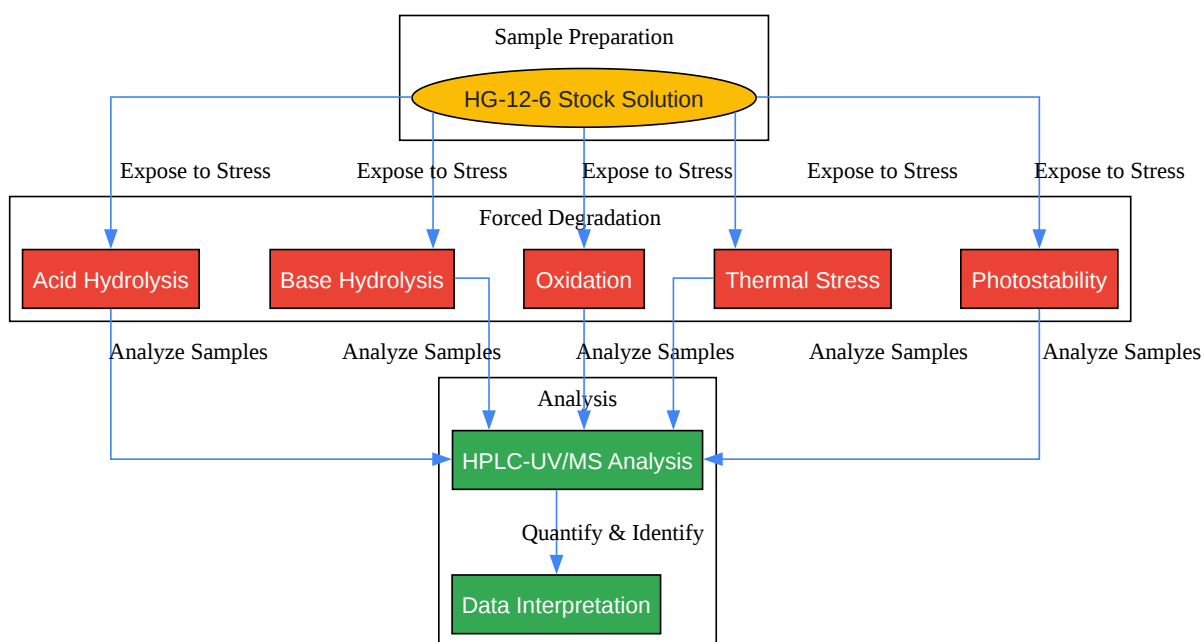 Sample Preparation
HG-12-6 Stock Solution
Expose to Stress
Expose to Stress
Expose to Stress
Expose to Stress
Expose to Stress
Forced Degradation
Acid Hydrolysis
Base Hydrolysis
Oxidation
Thermal Stress
Photostability
Analyze Samples
Analyze Samples
Analyze Samples
Analyze Samples
Analyze Samples
Analysis
HPLC-UV/MS Analysis
Quantify & Identify
Data Interpretation